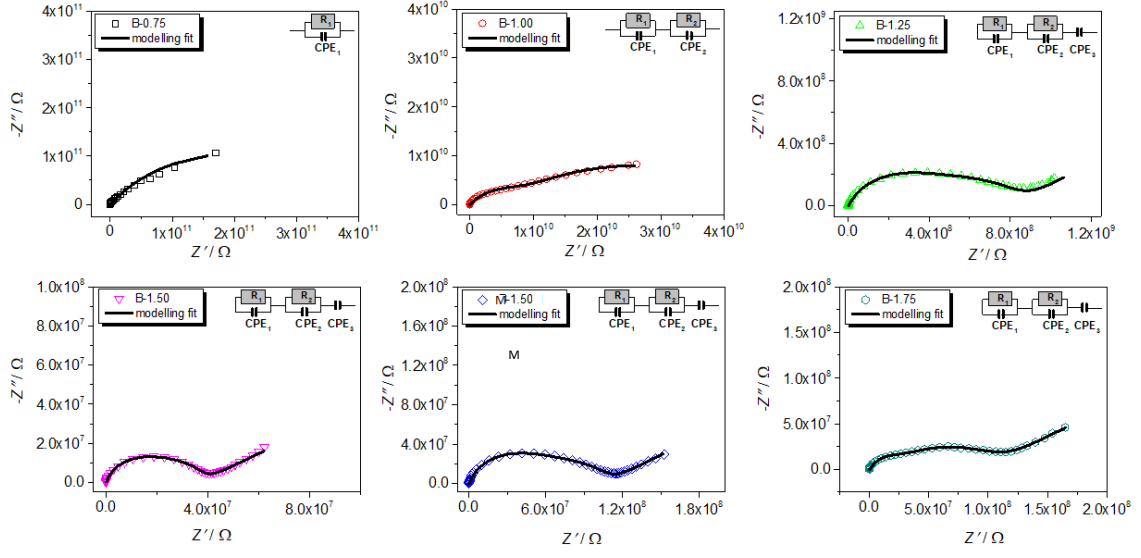 B-0.75
modelling fit
R1
CPE1
4x10^11
3x10^11
2x10^11
1x10^11
0
-Z″/ Ω
0 1x10^11 2x10^11 3x10^11 4x10^11
Z′/ Ω
B-1.00
modelling fit
R1 R2
CPE1 CPE2
4x10^10
3x10^10
2x10^10
1x10^10
0
-Z″/ Ω
0 1x10^10 2x10^10 3x10^10 4x10^10
Z′/ Ω
B-1.25
modelling fit
R1 R2
CPE1 CPE2 CPE3
1.2x10^9
8.0x10^8
4.0x10^8
0.0
-Z″/ Ω
0.0 4.0x10^8 8.0x10^8 1.2x10^9
Z′/ Ω
B-1.50
modelling fit
R1 R2
CPE1 CPE2 CPE3
1.0x10^8
8.0x10^7
6.0x10^7
4.0x10^7
2.0x10^7
0.0
-Z″/ Ω
0.0 4.0x10^7 8.0x10^7
Z′/ Ω
M-1.50
modelling fit
R1 R2
CPE1 CPE2 CPE3
M
2.0x10^8
1.6x10^8
1.2x10^8
8.0x10^7
4.0x10^7
0.0
-Z″/ Ω
0.0 6.0x10^7 1.2x10^8 1.8x10^8
Z′/ Ω
B-1.75
modelling fit
R1 R2
CPE1 CPE2 CPE3
2.0x10^8
1.5x10^8
1.0x10^8
5.0x10^7
0.0
-Z″/ Ω
0.0 5.0x10^7 1.0x10^8 1.5x10^8 2.0x10^8
Z′/ Ω